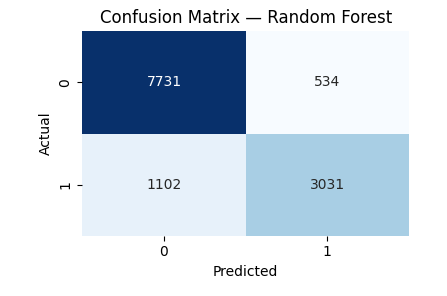 Confusion Matrix — Random Forest
0
7731
534
Actual
1
1102
3031
0
1
Predicted